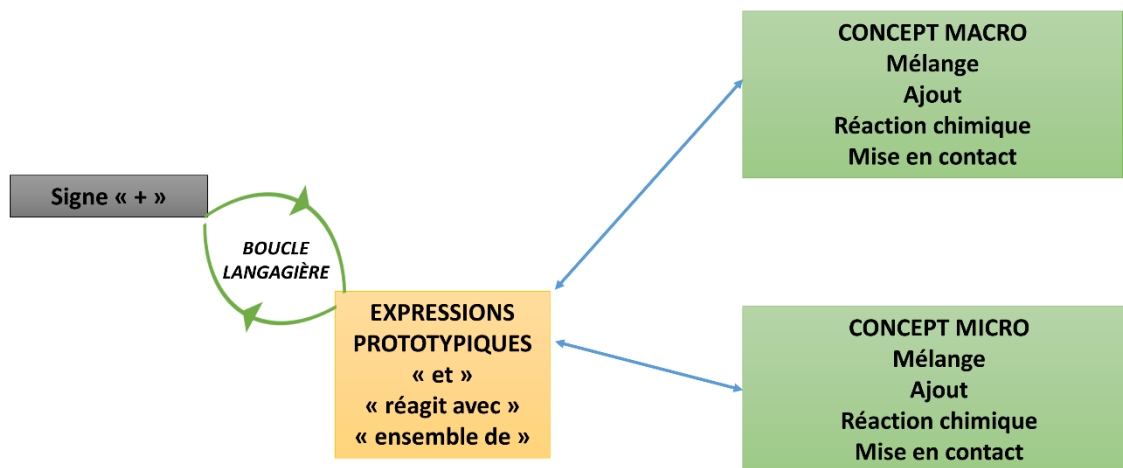 Signe « + »
BOUCLE
LANGAGIÈRE
EXPRESSIONS
PROTOTYPIQUES
« et »
« réagit avec »
« ensemble de »
CONCEPT MACRO
Mélange
Ajout
Réaction chimique
Mise en contact
CONCEPT MICRO
Mélange
Ajout
Réaction chimique
Mise en contact